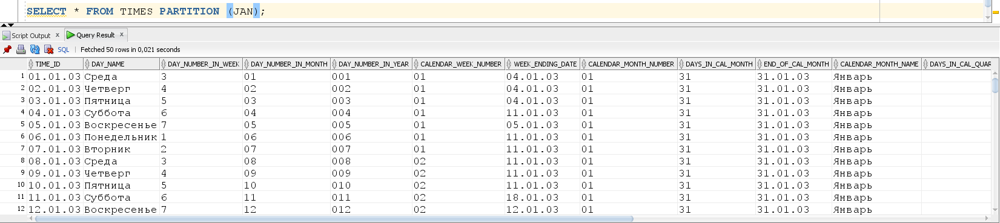 SELECT * FROM TIMES PARTITION (JAN);
Script Output x Query Result x
SQL | Fetched 50 rows in 0,021 seconds
TIME_ID DAY_NAME DAY_NUMBER_IN_WEEK DAY_NUMBER_IN_MONTH DAY_NUMBER_IN_YEAR CALENDAR_WEEK_NUMBER WEEK_ENDING_DATE CALENDAR_MONTH_NUMBER DAYS_IN_CAL_MONTH END_OF_CAL_MONTH CALENDAR_MONTH_NAME DAYS_IN_CAL_QUAR
1 01.01.03 Среда 3 01 001 01 04.01.03 01 31 31.01.03 Январь
2 02.01.03 Четверг 4 02 002 01 04.01.03 01 31 31.01.03 Январь
3 03.01.03 Пятница 5 03 003 01 04.01.03 01 31 31.01.03 Январь
4 04.01.03 Суббота 6 04 004 01 11.01.03 01 31 31.01.03 Январь
5 05.01.03 Воскресенье 7 05 005 01 05.01.03 01 31 31.01.03 Январь
6 06.01.03 Понедельник 1 06 006 01 11.01.03 01 31 31.01.03 Январь
7 07.01.03 Вторник 2 07 007 01 11.01.03 01 31 31.01.03 Январь
8 08.01.03 Среда 3 08 008 02 11.01.03 01 31 31.01.03 Январь
9 09.01.03 Четверг 4 09 009 02 11.01.03 01 31 31.01.03 Январь
10 10.01.03 Пятница 5 10 010 02 11.01.03 01 31 31.01.03 Январь
11 11.01.03 Суббота 6 11 011 02 18.01.03 01 31 31.01.03 Январь
12 12.01.03 Воскресенье 7 12 012 02 12.01.03 01 31 31.01.03 Январь